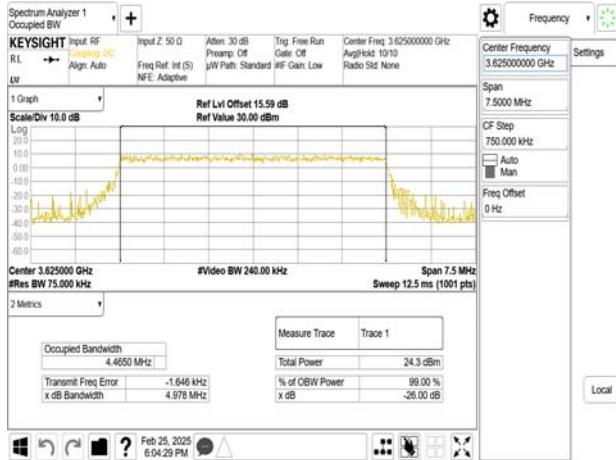 Spectrum Analyzer 1
Occupied BW
+
Frequency
KEYSIGHT
RL
Input: RF
Coupling: DC
Align: Auto
Input Z: 50 Ω
Freq Ref: Int (S)
NFE: Adaptive
Atten: 30 dB
Preamp: Off
µW Path: Standard
Trig: Free Run
Gate: Off
#IF Gain: Low
Center Freq: 3.625000000 GHz
Avg|Hold: 10/10
Radio Std: None
Center Frequency
3.625000000 GHz
Settings
Span
7.5000 MHz
CF Step
750.000 kHz
Auto
Man
Freq Offset
0 Hz
Local
1 Graph
Scale/Div 10.0 dB
Ref Lvl Offset 15.59 dB
Ref Value 30.00 dBm
Log
20.0
10.0
0.00
-10.0
-20.0
-30.0
-40.0
-50.0
-60.0
Center 3.625000 GHz
#Video BW 240.00 kHz
Span 7.5 MHz
#Res BW 75.000 kHz
Sweep 12.5 ms (1001 pts)
2 Metrics
Measure Trace
Trace 1
Occupied Bandwidth
4.4650 MHz
Total Power
24.3 dBm
Transmit Freq Error
-1.646 kHz
% of OBW Power
99.00 %
x dB Bandwidth
4.978 MHz
x dB
-26.00 dB
?
Feb 25, 2025
6:04:29 PM